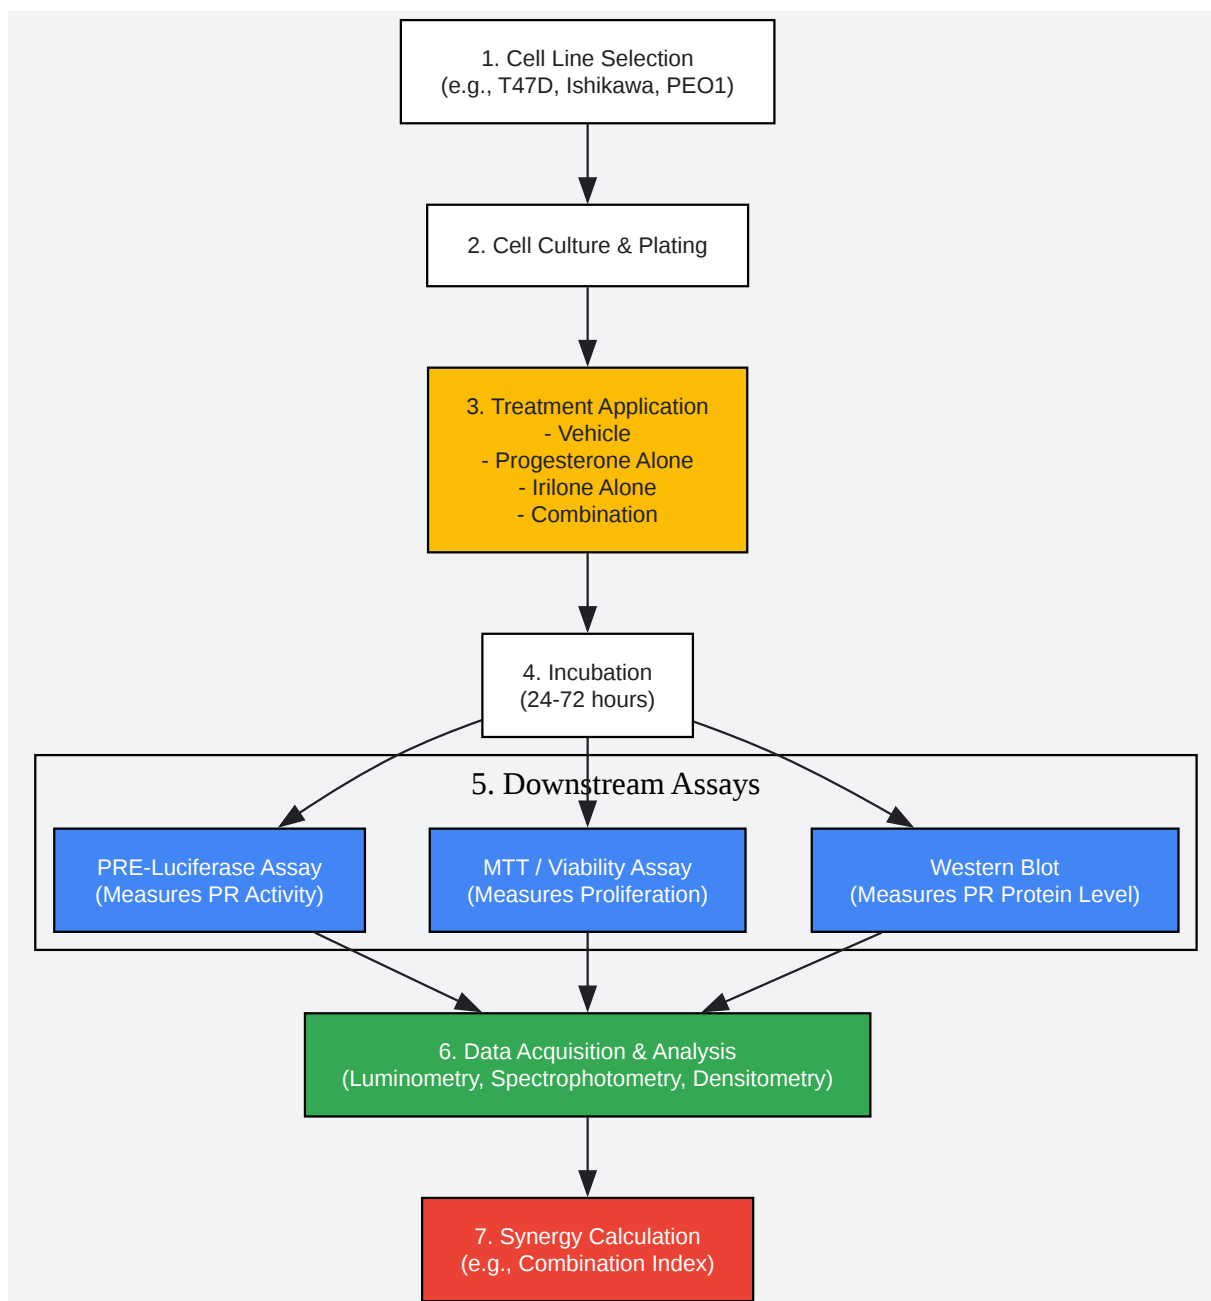 1. Cell Line Selection
(e.g., T47D, Ishikawa, PEO1)
2. Cell Culture & Plating
3. Treatment Application
- Vehicle
- Progesterone Alone
- Irilone Alone
- Combination
4. Incubation
(24-72 hours)
5. Downstream Assays
PRE-Luciferase Assay
(Measures PR Activity)
MTT / Viability Assay
(Measures Proliferation)
Western Blot
(Measures PR Protein Level)
6. Data Acquisition & Analysis
(Luminometry, Spectrophotometry, Densitometry)
7. Synergy Calculation
(e.g., Combination Index)